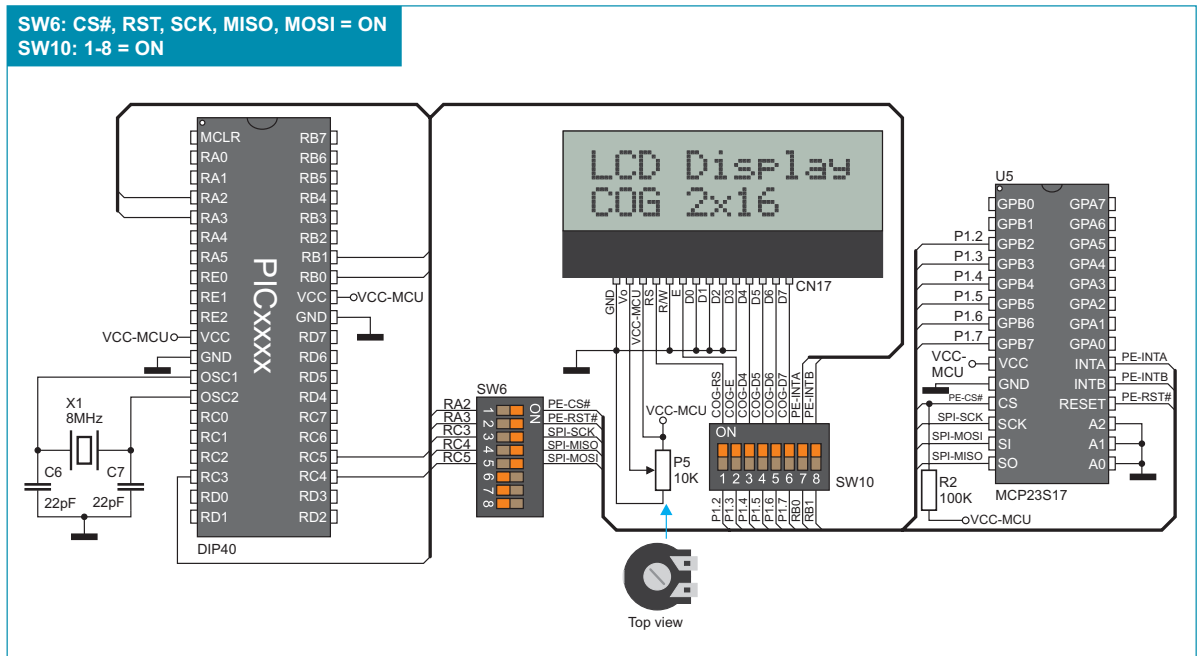 SW6: CS#, RST, SCK, MISO, MOSI = ON
SW10: 1-8 = ON
MCLR
RA0
RA1
RA2
RA3
RA4
RA5
RE0
RE1
RE2
VCC
GND
OSC1
OSC2
RC0
RC1
RC2
RC3
RD0
RD1
RB7
RB6
RB5
RB4
RB3
RB2
RB1
RB0
VCC
GND
RD7
RD6
RD5
RD4
RC7
RC6
RC5
RC4
RD3
RD2
PICxxxx
DIP40
VCC-MCU
VCC-MCU
X1
8MHz
C6
C7
22pF
22pF
SW6
RA2
RA3
RC3
RC4
RC5
1
2
3
4
5
6
7
8
ON
PE-CS#
PE-RST#
SPI-SCK
SPI-MISO
SPI-MOSI
LCD Display
COG 2x16
CN17
GND
Vo
VCC-MCU
RS
R/W
E
D0
D1
D2
D3
D4
D5
D6
D7
COG-RS
COG-E
COG-D4
COG-D5
COG-D6
COG-D7
PE-INTA
PE-INTB
VCC-MCU
P5
10K
ON
1 2 3 4 5 6 7 8
SW10
P1.2
P1.3
P1.4
P1.5
P1.6
P1.7
RB0
RB1
Top view
U5
GPB0
GPB1
GPB2
GPB3
GPB4
GPB5
GPB6
GPB7
VCC
GND
CS
SCK
SI
SO
GPA7
GPA6
GPA5
GPA4
GPA3
GPA2
GPA1
GPA0
INTA
INTB
RESET
A2
A1
A0
MCP23S17
P1.2
P1.3
P1.4
P1.5
P1.6
P1.7
VCC-
MCU
PE-CS#
SPI-SCK
SPI-MOSI
SPI-MISO
PE-INTA
PE-INTB
PE-RST#
R2
100K
VCC-MCU